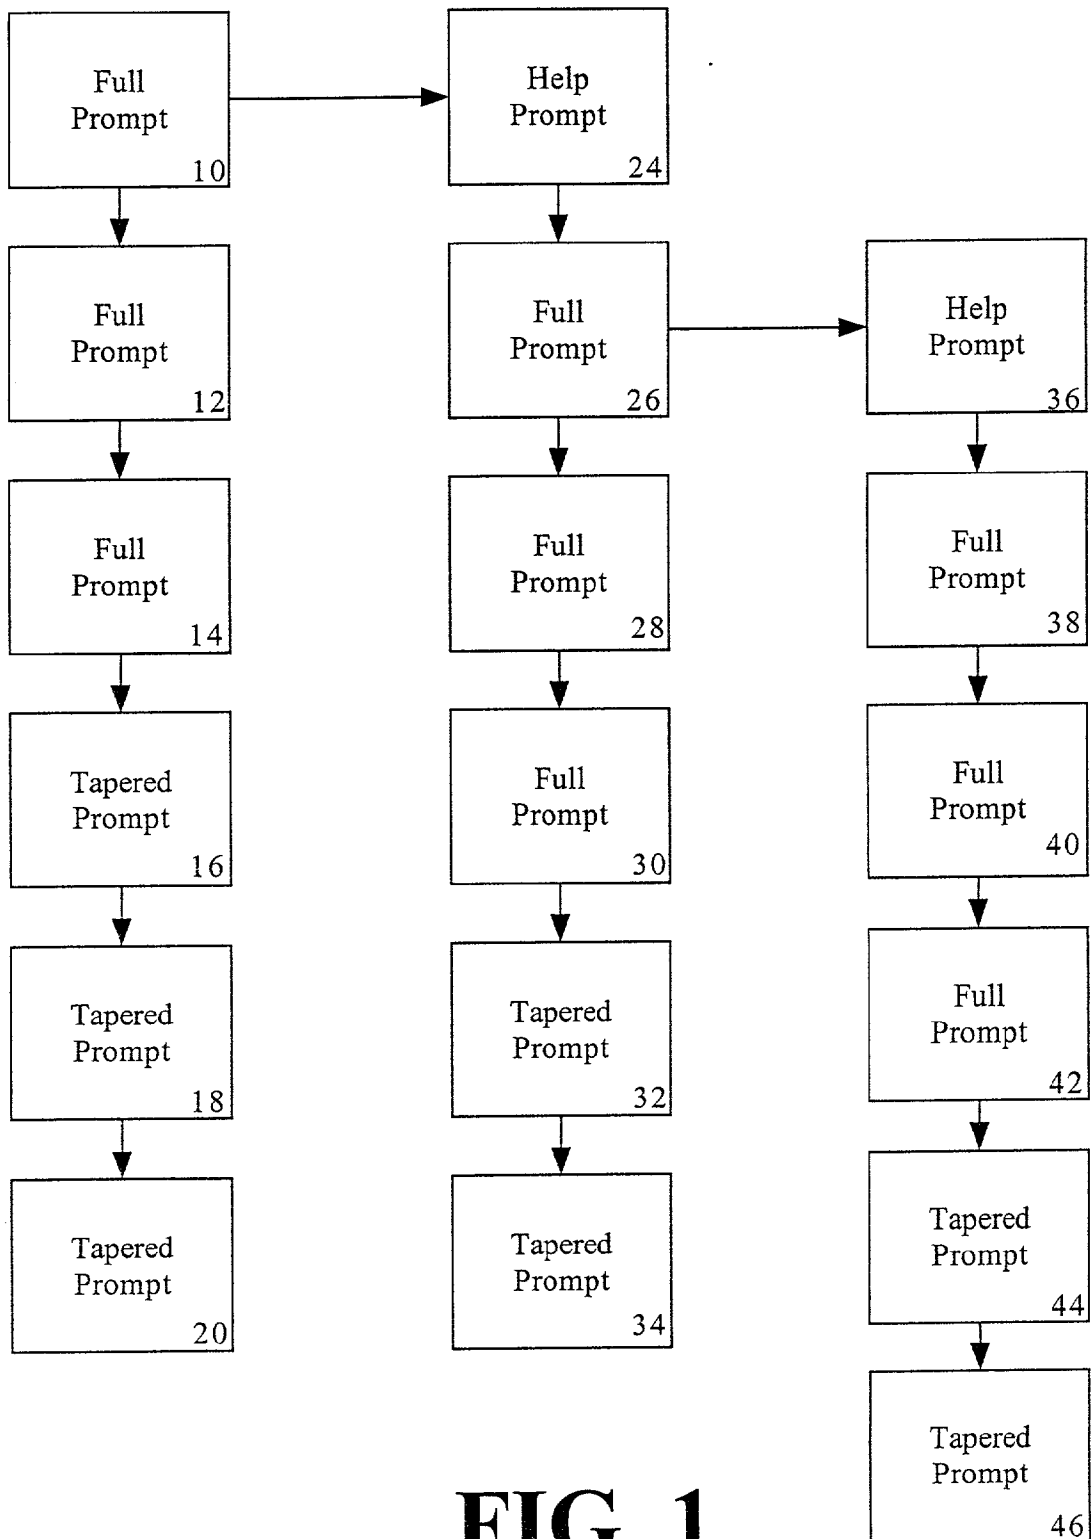 Full
Prompt
10
Help
Prompt
24
Full
Prompt
12
Full
Prompt
26
Help
Prompt
36
Full
Prompt
14
Full
Prompt
28
Full
Prompt
38
Tapered
Prompt
16
Full
Prompt
30
Full
Prompt
40
Tapered
Prompt
18
Tapered
Prompt
32
Full
Prompt
42
Tapered
Prompt
20
Tapered
Prompt
34
Tapered
Prompt
44
Tapered
Prompt
46
FIG. 1